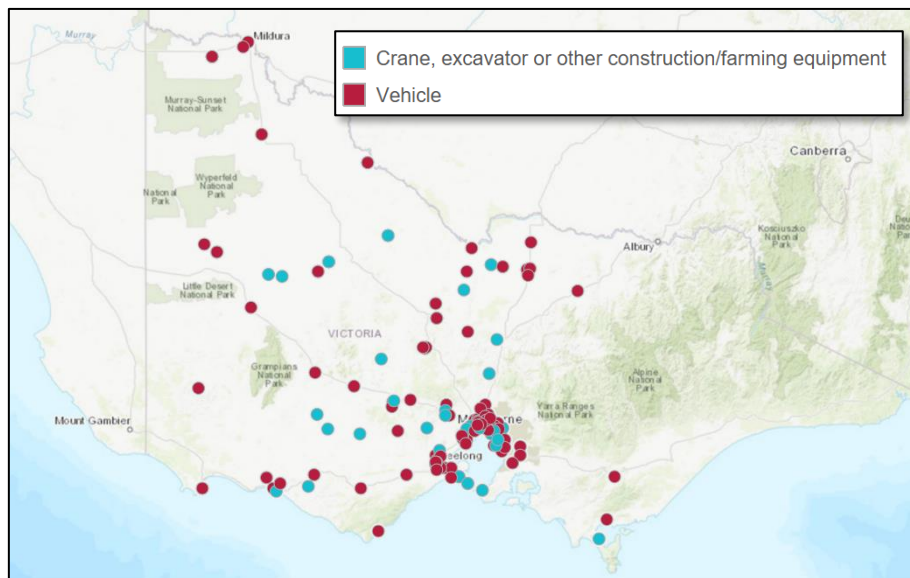 Murray
Mildura
Crane, excavator or other construction/farming equipment
Vehicle
Murray-Sunset
National Park
Canberra
Wyperfeld
National
Park
National
Park
Kosciuszko
National
Park
Albury
Murray
Little Desert
National Park
VICTORIA
Grampians
National
Park
Alpine
National
Park
Yarra Ranges
National Park
Mount Gambier